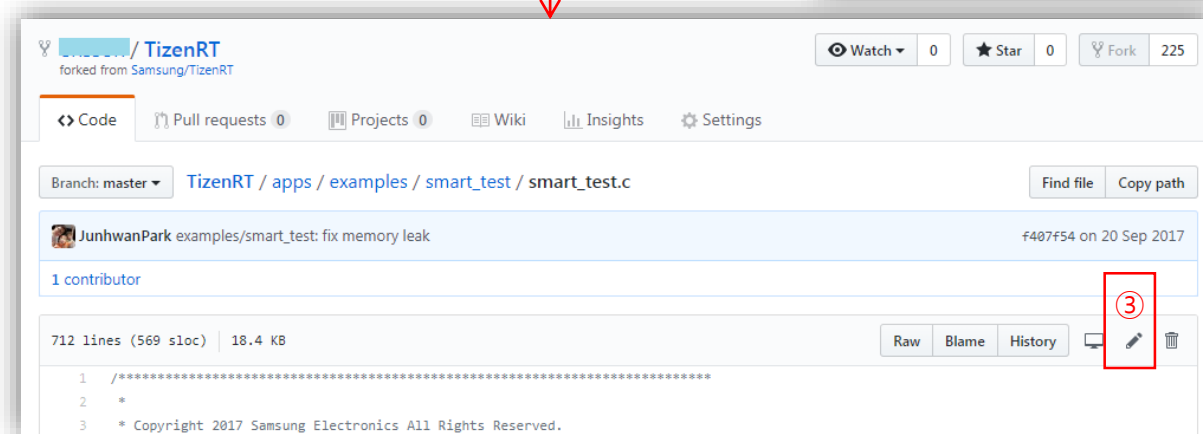 / TizenRT
forked from Samsung/TizenRT
Watch 0 Star 0 Fork 225
Code Pull requests 0 Projects 0 Wiki Insights Settings
Branch: master TizenRT / apps / examples / smart_test / smart_test.c Find file Copy path
JunhwanPark examples/smart_test: fix memory leak f407f54 on 20 Sep 2017
1 contributor
③
712 lines (569 sloc) 18.4 KB Raw Blame History
1 /****************************************************************************
2 *
3 * Copyright 2017 Samsung Electronics All Rights Reserved.